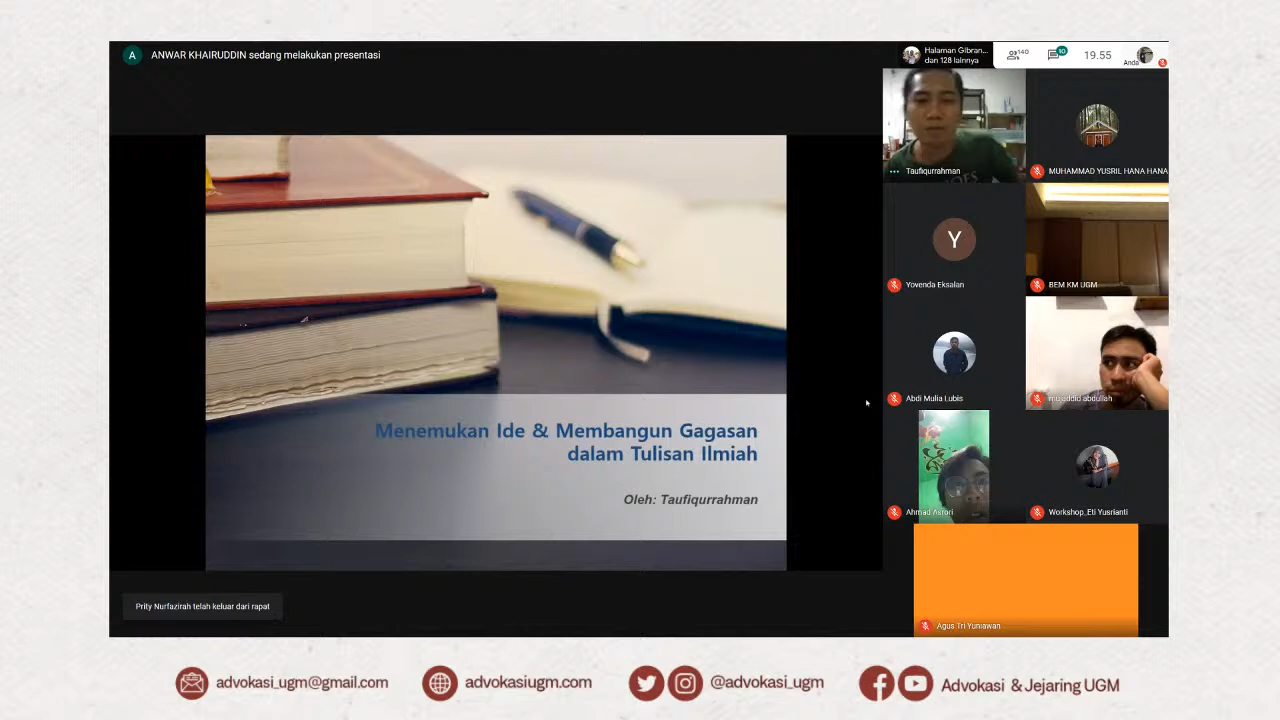 A
ANWAR KHAIRUDDIN sedang melakukan presentasi
Halaman GIbran...
dan 128 lainnya
140
10
19.55
Anda
Taufiqurrahman
MUHAMMAD YUSRIL HANA HANA
Y
Yovenda Eksalan
BEM KM UGM
Abdi Mulia Lubis
mujaddid abdullah
Ahmad Asrori
Workshop_Eti Yusrianti
Agus Tri Yuniawan
Menemukan Ide & Membangun Gagasan
dalam Tulisan Ilmiah
Oleh: Taufiqurrahman
Prity Nurfazirah telah keluar dari rapat
advokasi_ugm@gmail.com
advokasiugm.com
@advokasi_ugm
Advokasi & Jejaring UGM